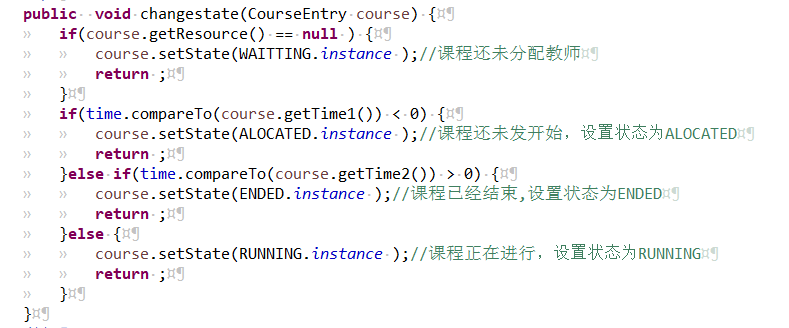 public void changestate(CourseEntry course) {
if(course.getResource() == null ) {
course.setState(WAITTING.instance );//课程还未分配教师
return ;
}
if(time.compareTo(course.getTime1()) < 0) {
course.setState(ALOCATED.instance );//课程还未发开始，设置状态为ALOCATED
return ;
}else if(time.compareTo(course.getTime2()) > 0) {
course.setState(ENDED.instance );//课程已经结束,设置状态为ENDED
return ;
}else {
course.setState(RUNNING.instance );//课程正在进行，设置状态为RUNNING
return ;
}
}